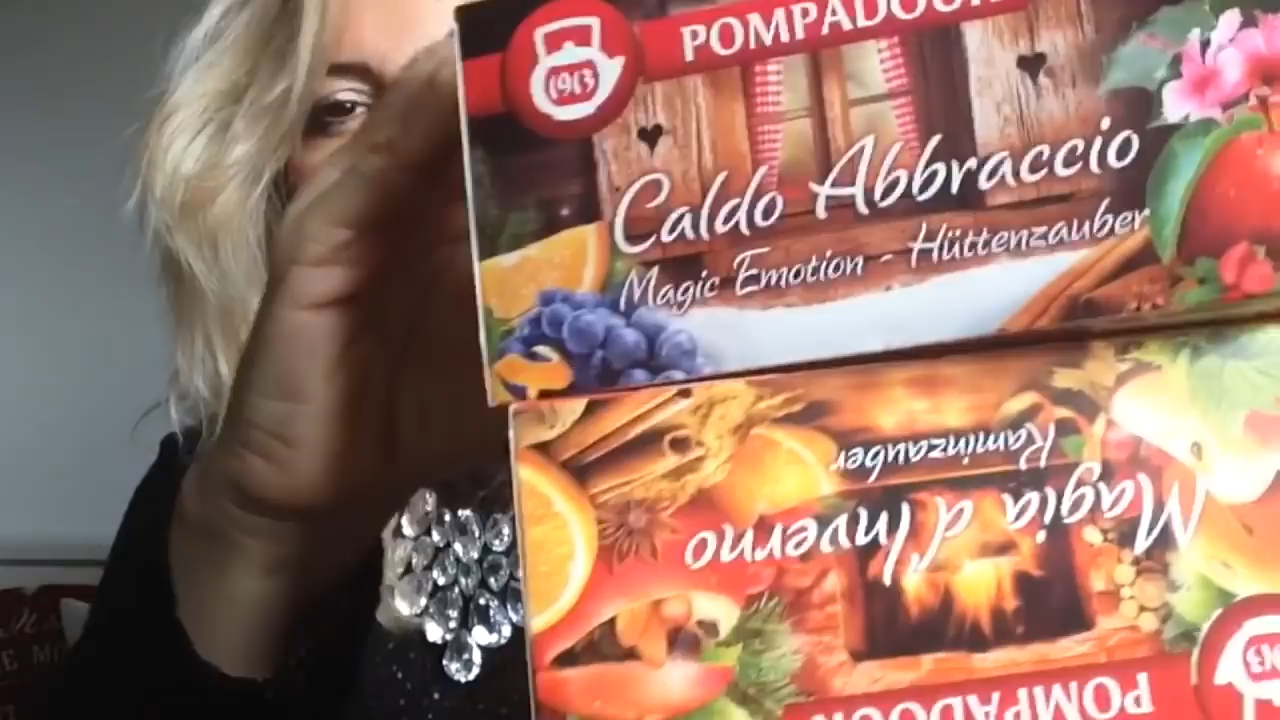 POMPADOUR
1913
Caldo Abbraccio
Magic Emotion - Hüttenzauber
Kaminzauber
Magia d'Inverno
POMPADOUR